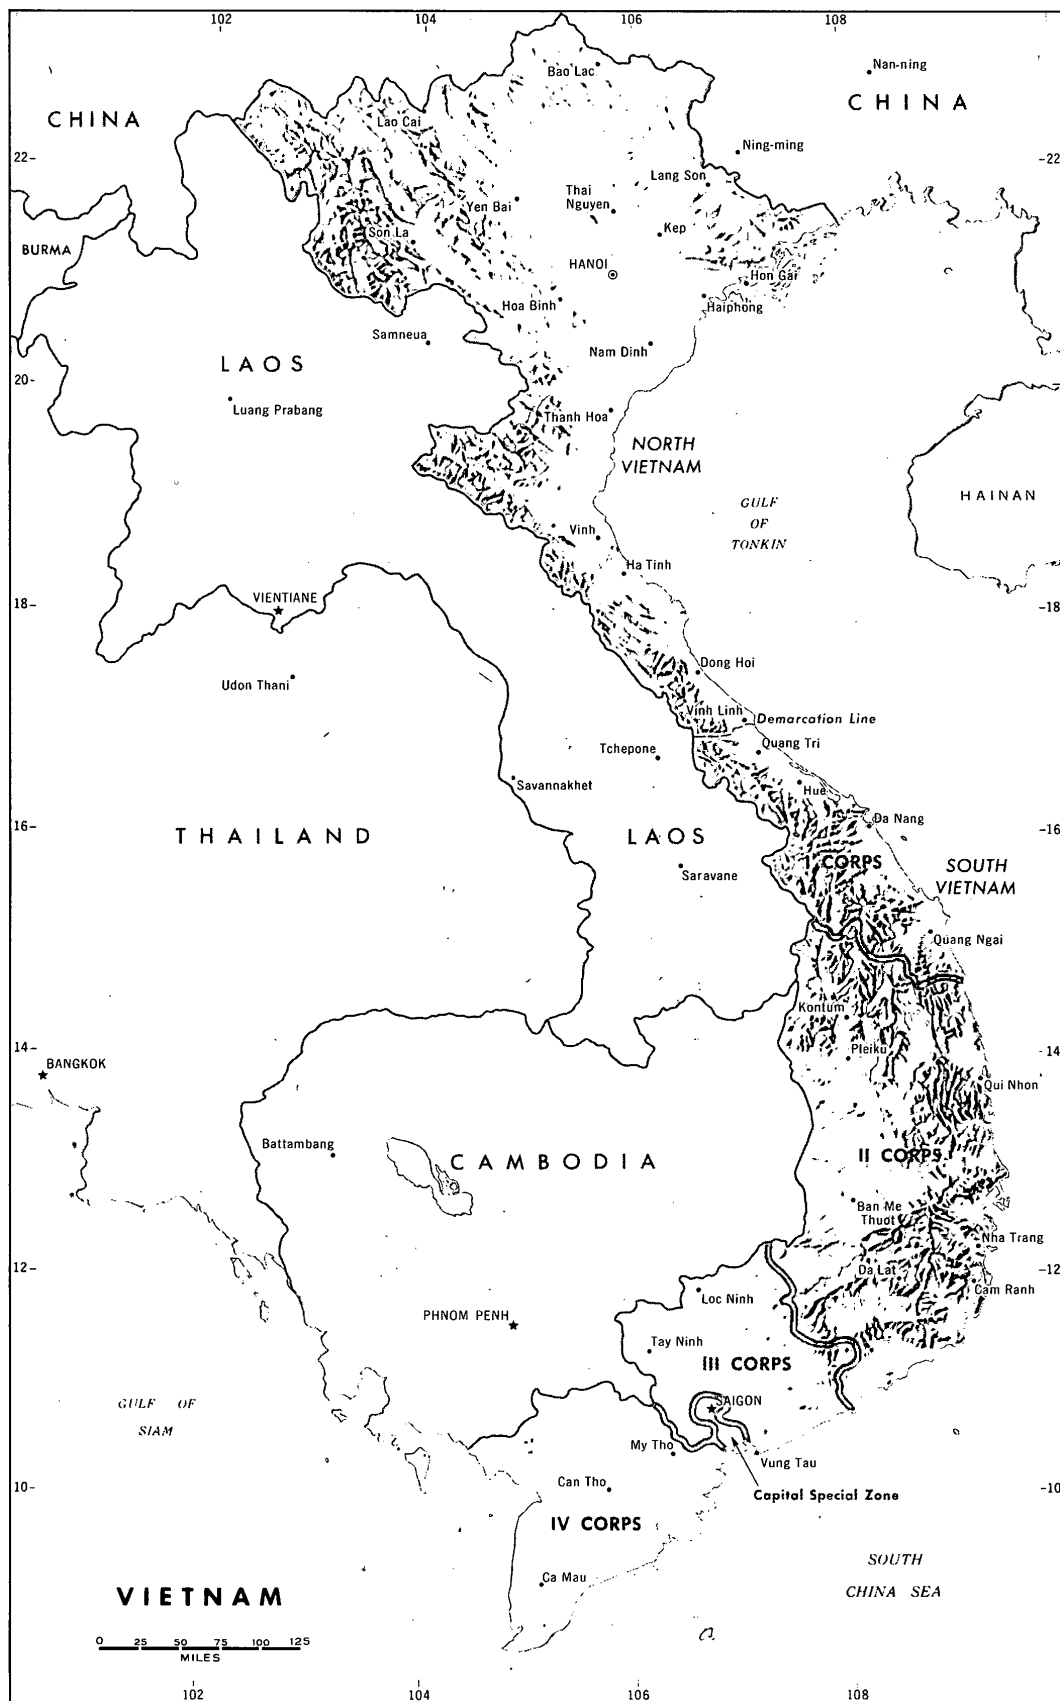 102
104
106
108
Bao Lac
Nan-ning
CHINA
CHINA
Lao Cai
22-
Ning-ming
-22
Lang Son
Thai
Nguyen
Yen Bai
Kep
Son La
BURMA
HANOI
Hon Gai
Hoa Binh
Haiphong
Samneua
Nam Dinh
LAOS
20-
Luang Prabang
Thanh Hoa
NORTH
VIETNAM
HAINAN
GULF
OF
TONKIN
Vinh
Ha Tinh
VIENTIANE
18-
-18
Dong Hoi
Udon Thani
Vinh Linh
Demarcation Line
Quang Tri
Tchepone
Savannakhet
Hue
Da Nang
16-
-16
THAILAND
LAOS
I CORPS
SOUTH
VIETNAM
Saravane
Quang Ngai
Kontum
14-
Pleiku
-14
BANGKOK
Qui Nhon
Battambang
CAMBODIA
II CORPS
Ban Me
Thuot
Nha Trang
12-
Da Lat
-12
Cam Ranh
Loc Ninh
PHNOM PENH
Tay Ninh
III CORPS
GULF OF
SIAM
SAIGON
My Tho
Vung Tau
Can Tho
10-
Capital Special Zone
-10
IV CORPS
SOUTH
CHINA SEA
Ca Mau
VIETNAM
0 25 50 75 100 125
MILES
102
104
106
108